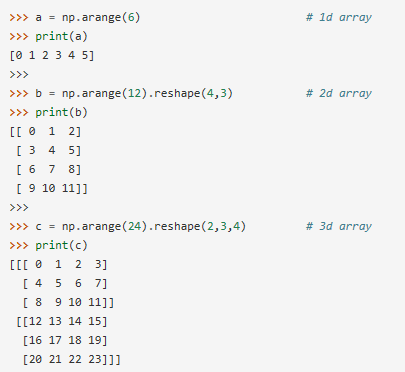 >>> a = np.arange(6)                         # 1d array
>>> print(a)
[0 1 2 3 4 5]
>>>
>>> b = np.arange(12).reshape(4,3)           # 2d array
>>> print(b)
[[ 0  1  2]
 [ 3  4  5]
 [ 6  7  8]
 [ 9 10 11]]
>>>
>>> c = np.arange(24).reshape(2,3,4)         # 3d array
>>> print(c)
[[[ 0  1  2  3]
  [ 4  5  6  7]
  [ 8  9 10 11]]
 [[12 13 14 15]
  [16 17 18 19]
  [20 21 22 23]]]